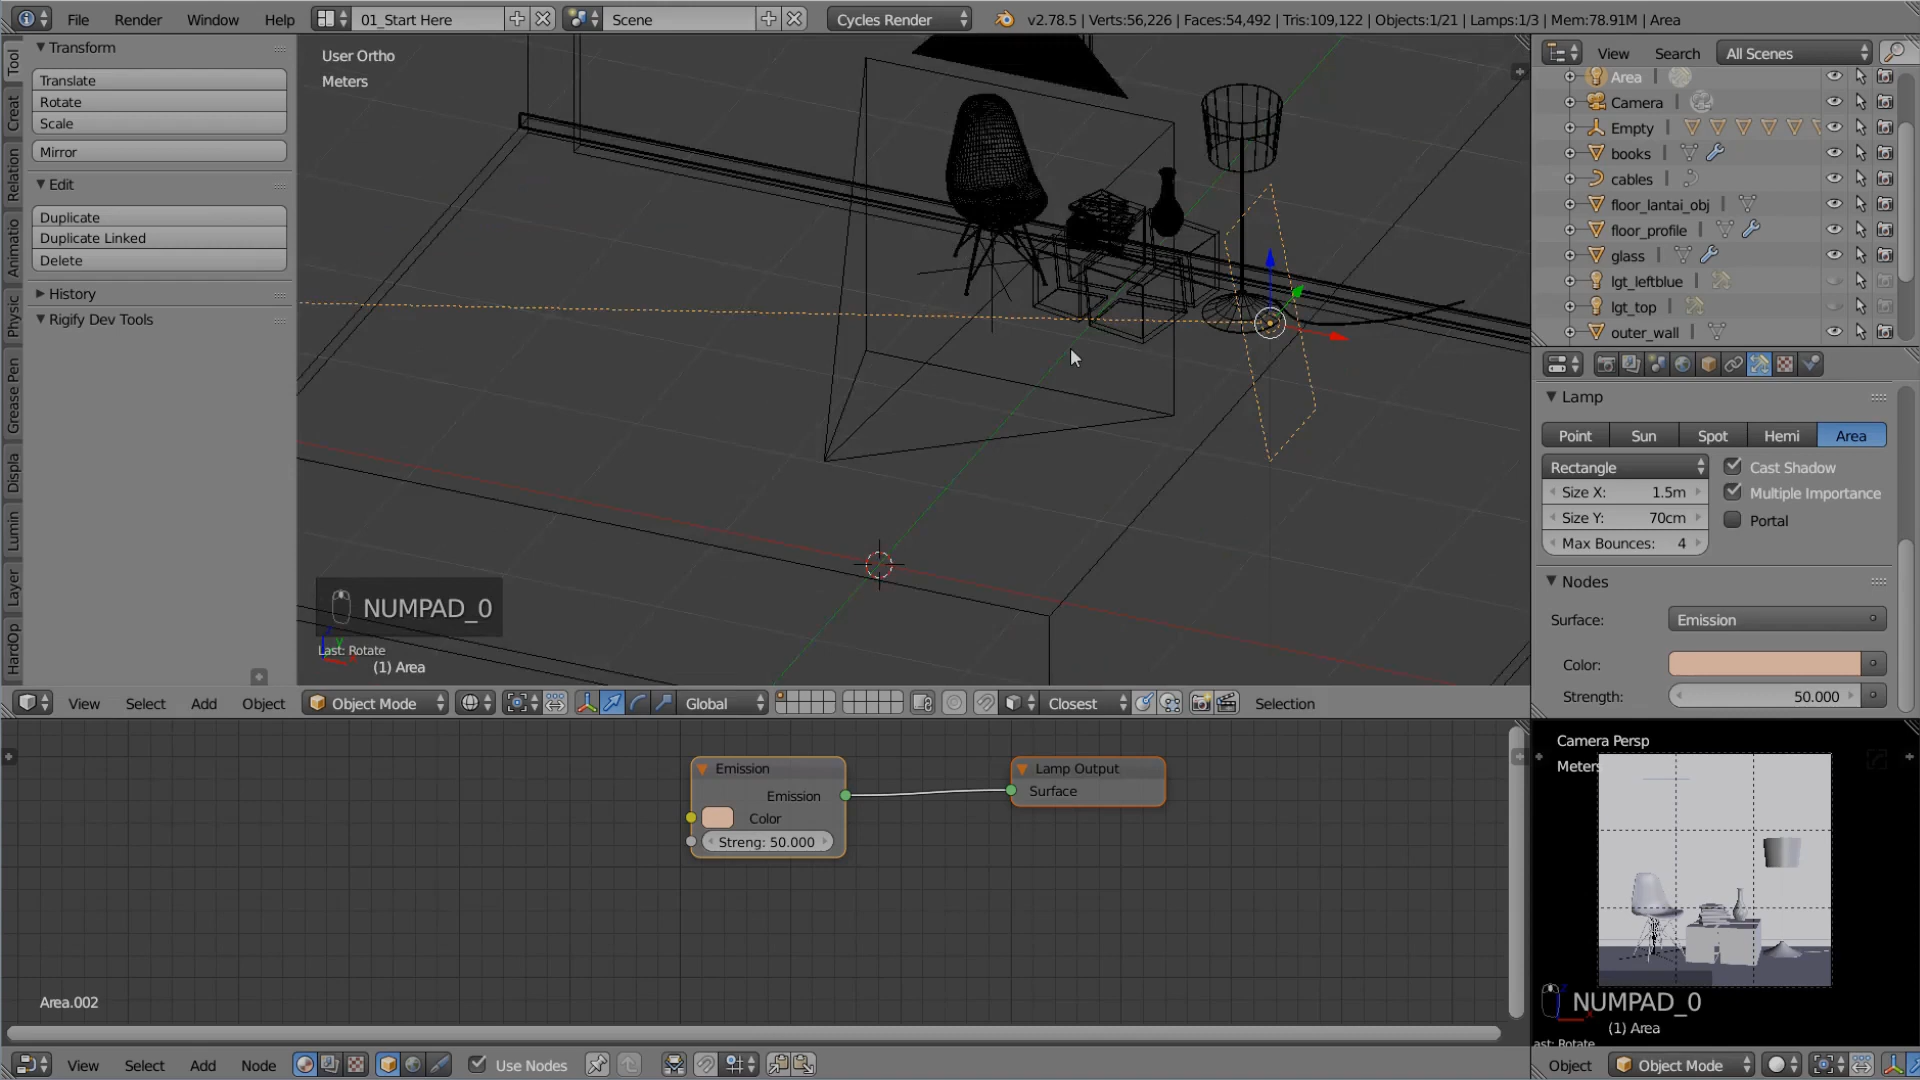 File
Render
Window
Help
01_Start Here
Scene
Cycles Render
v2.78.5 | Verts:56,226 | Faces:54,492 | Tris:109,122 | Objects:1/21 | Lamps:1/3 | Mem:78.91M | Area
Tool
Creat
Relation
Animatio
Physic
Grease Pen
Displa
Lumin
Layer
HardOp
Transform
Translate
Rotate
Scale
Mirror
Edit
Duplicate
Duplicate Linked
Delete
History
Rigify Dev Tools
User Ortho
Meters
NUMPAD_0
Last: Rotate
(1) Area
View
Select
Add
Object
Object Mode
Global
Closest
Selection
View
Search
All Scenes
Area
Camera
Empty
books
cables
floor_lantai_obj
floor_profile
glass
lgt_leftblue
lgt_top
outer_wall
Lamp
Point
Sun
Spot
Hemi
Area
Rectangle
Cast Shadow
Size X: 1.5m
Multiple Importance
Size Y: 70cm
Portal
Max Bounces: 4
Nodes
Surface: Emission
Color:
Strength: 50.000
Emission
Emission
Color
Streng: 50.000
Lamp Output
Surface
Area.002
View
Select
Add
Node
Use Nodes
Camera Persp
Meters
NUMPAD_0
(1) Area
ast: Rotate
Object
Object Mode